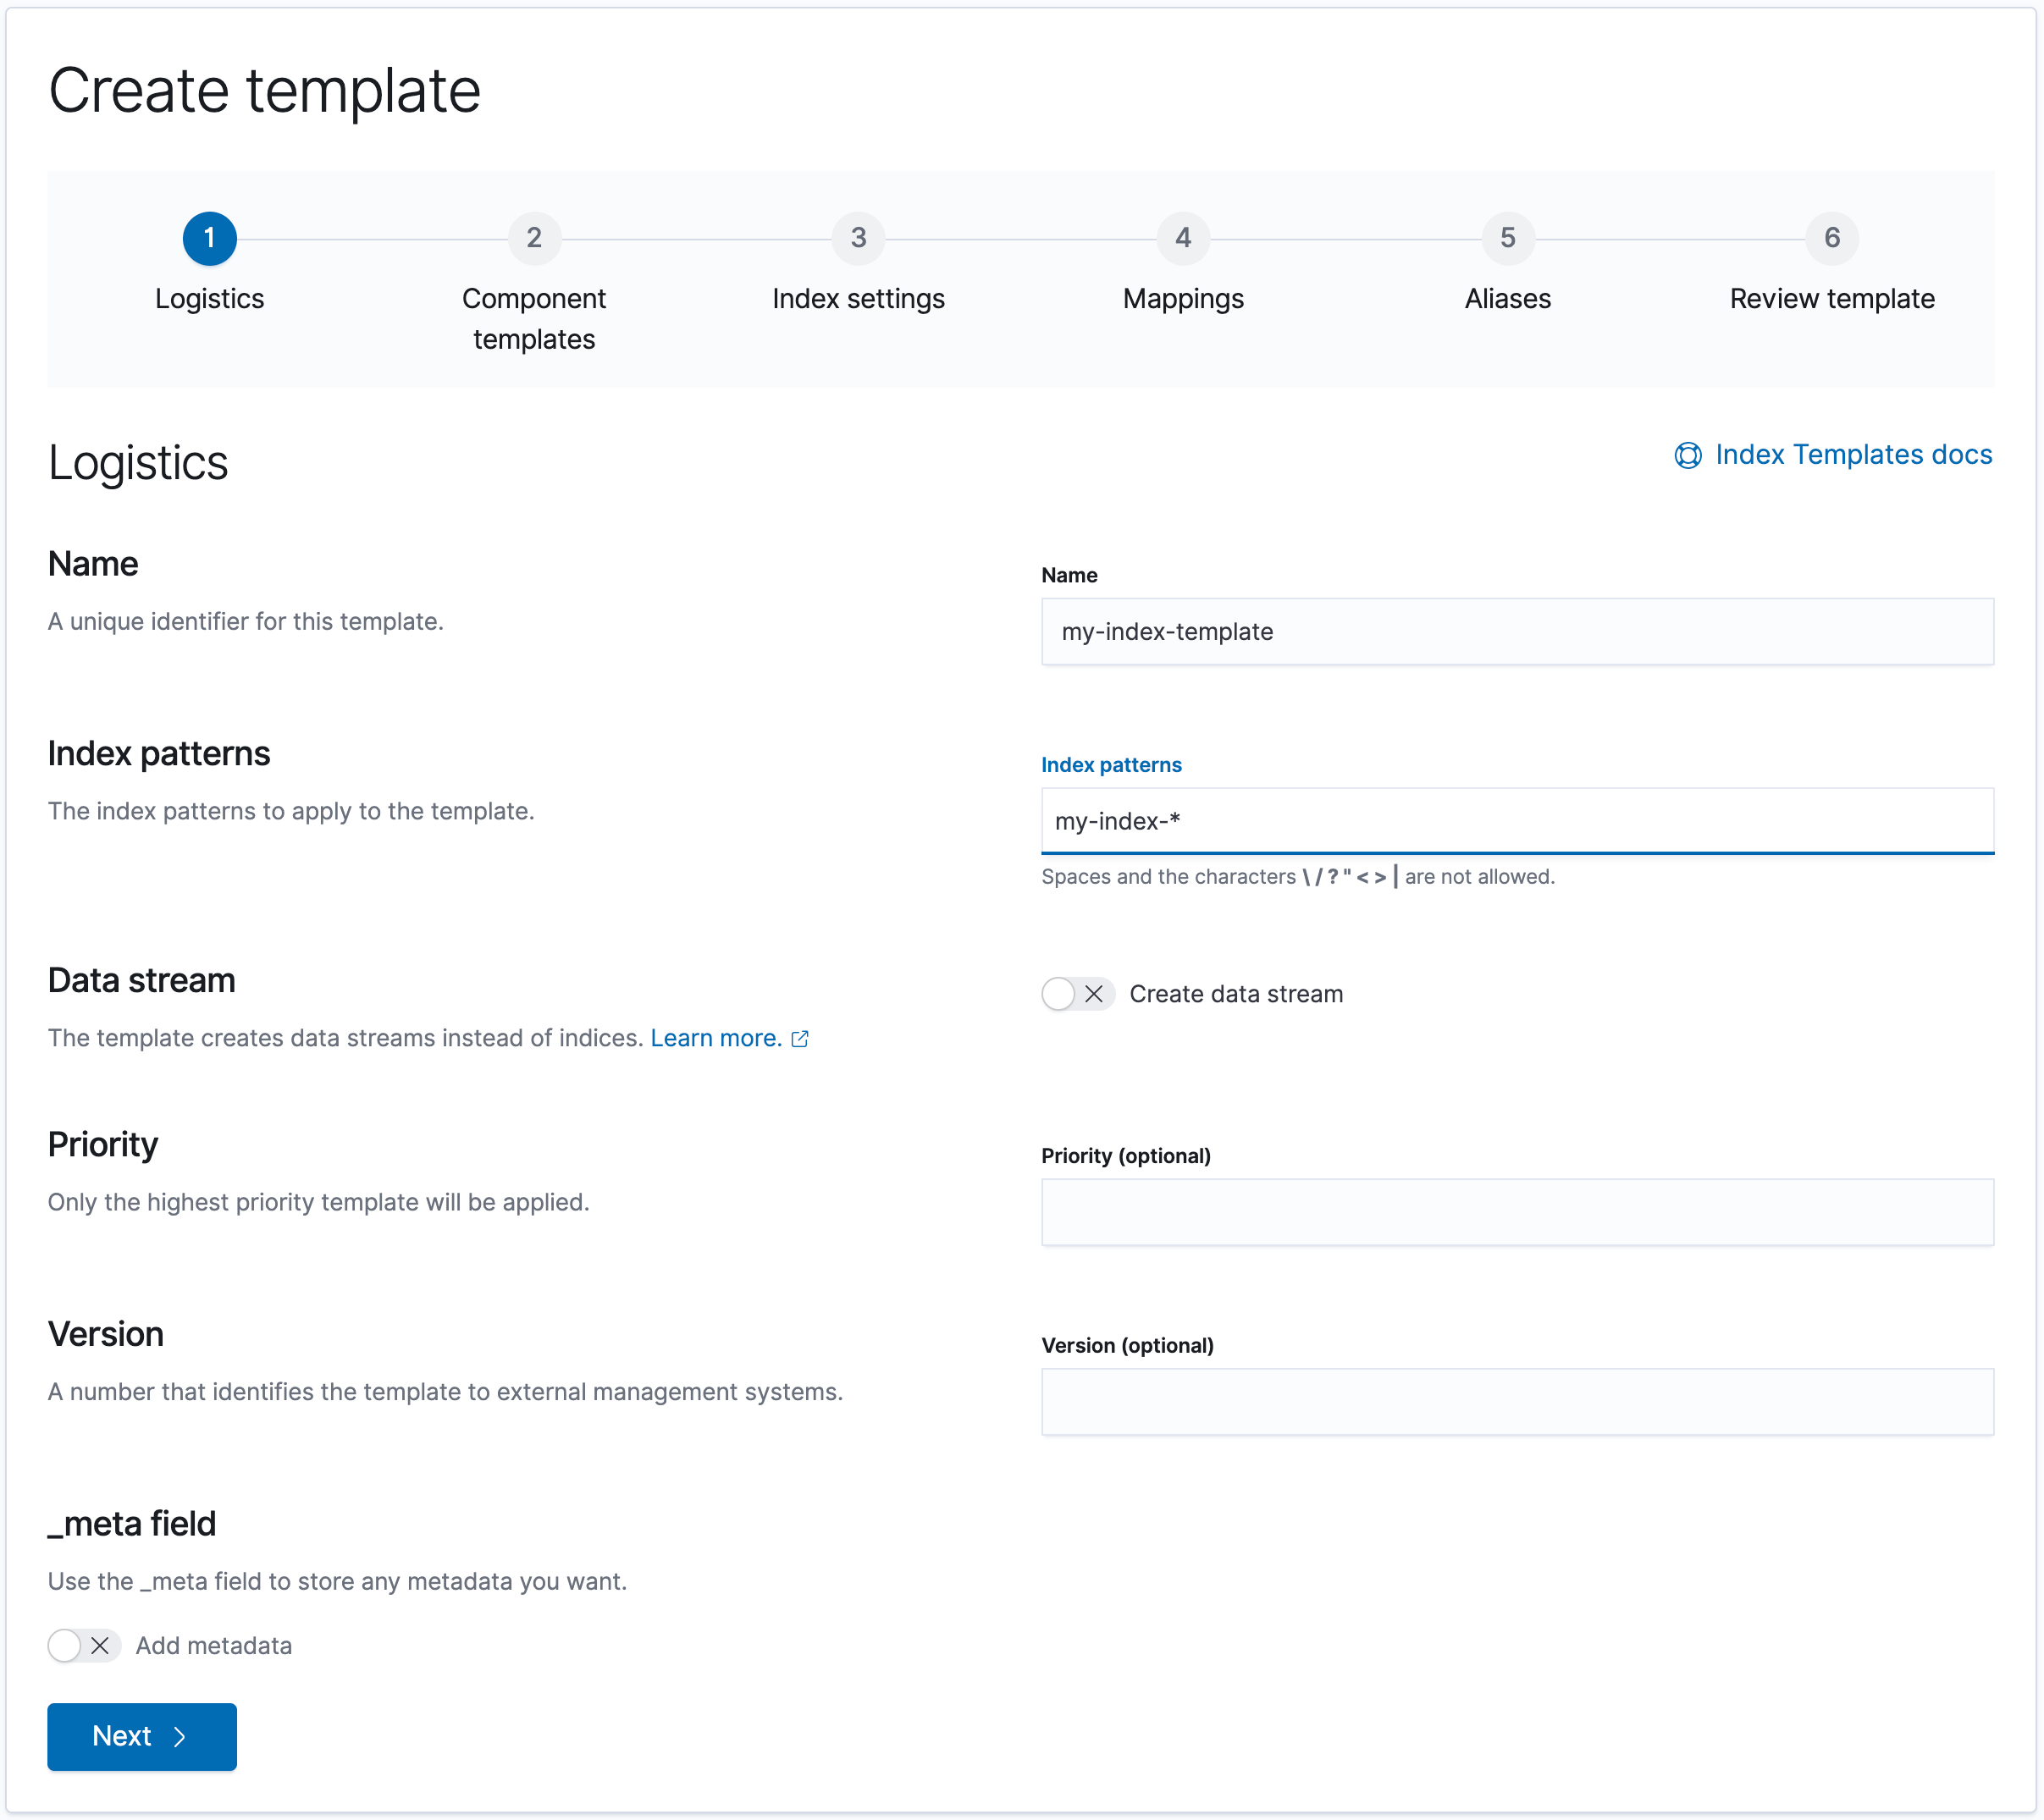 Create template
1
2
3
4
5
6
Logistics
Component
templates
Index settings
Mappings
Aliases
Review template
Logistics
Index Templates docs
Name
A unique identifier for this template.
Name
my-index-template
Index patterns
The index patterns to apply to the template.
Index patterns
my-index-*
Spaces and the characters \ / ? " < > | are not allowed.
Data stream
The template creates data streams instead of indices. Learn more.
Create data stream
Priority
Only the highest priority template will be applied.
Priority (optional)
Version
A number that identifies the template to external management systems.
Version (optional)
_meta field
Use the _meta field to store any metadata you want.
Add metadata
Next